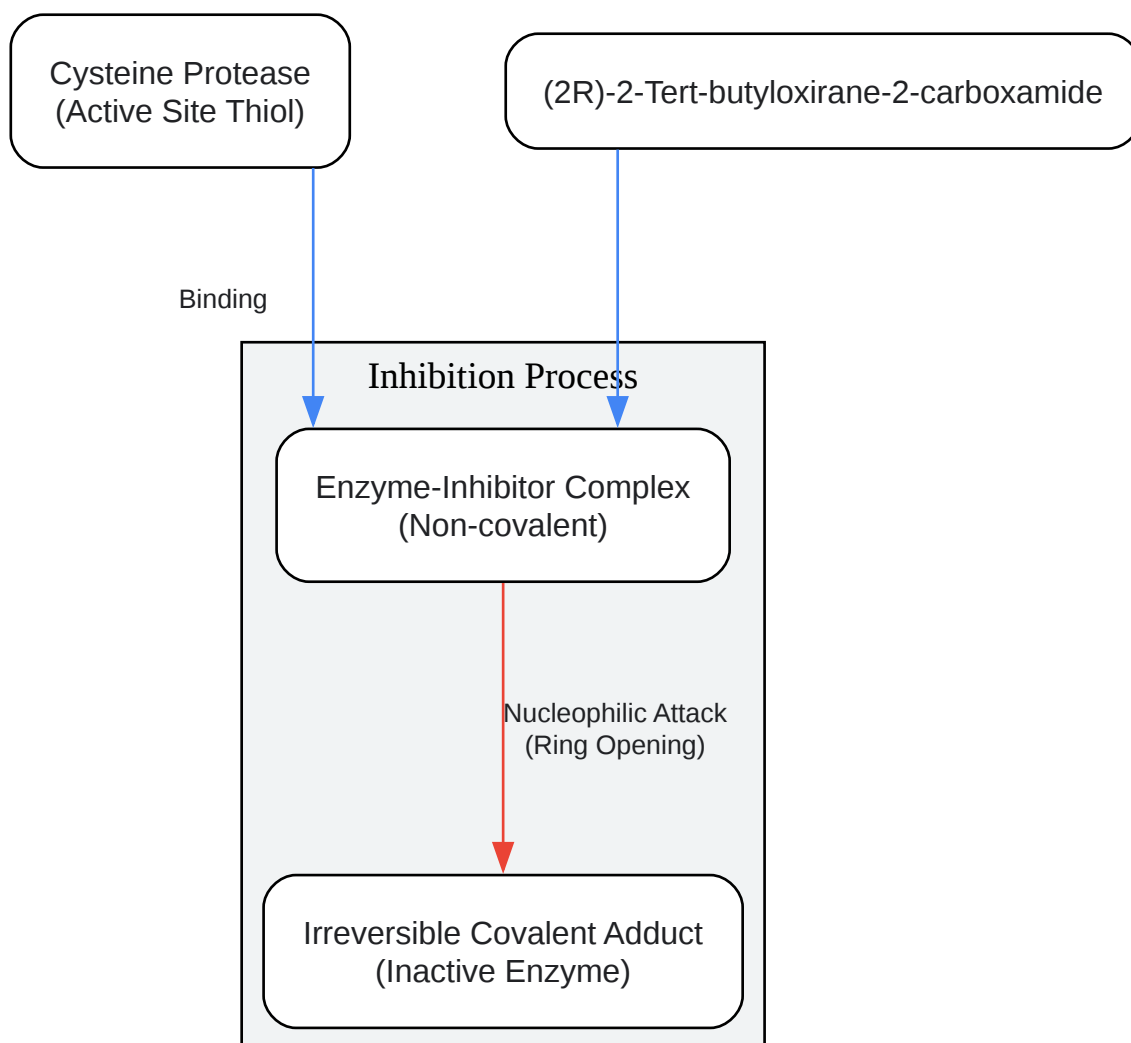 Cysteine Protease
(Active Site Thiol)
(2R)-2-Tert-butyloxirane-2-carboxamide
Binding
Inhibition Process
Enzyme-Inhibitor Complex
(Non-covalent)
Nucleophilic Attack
(Ring Opening)
Irreversible Covalent Adduct
(Inactive Enzyme)